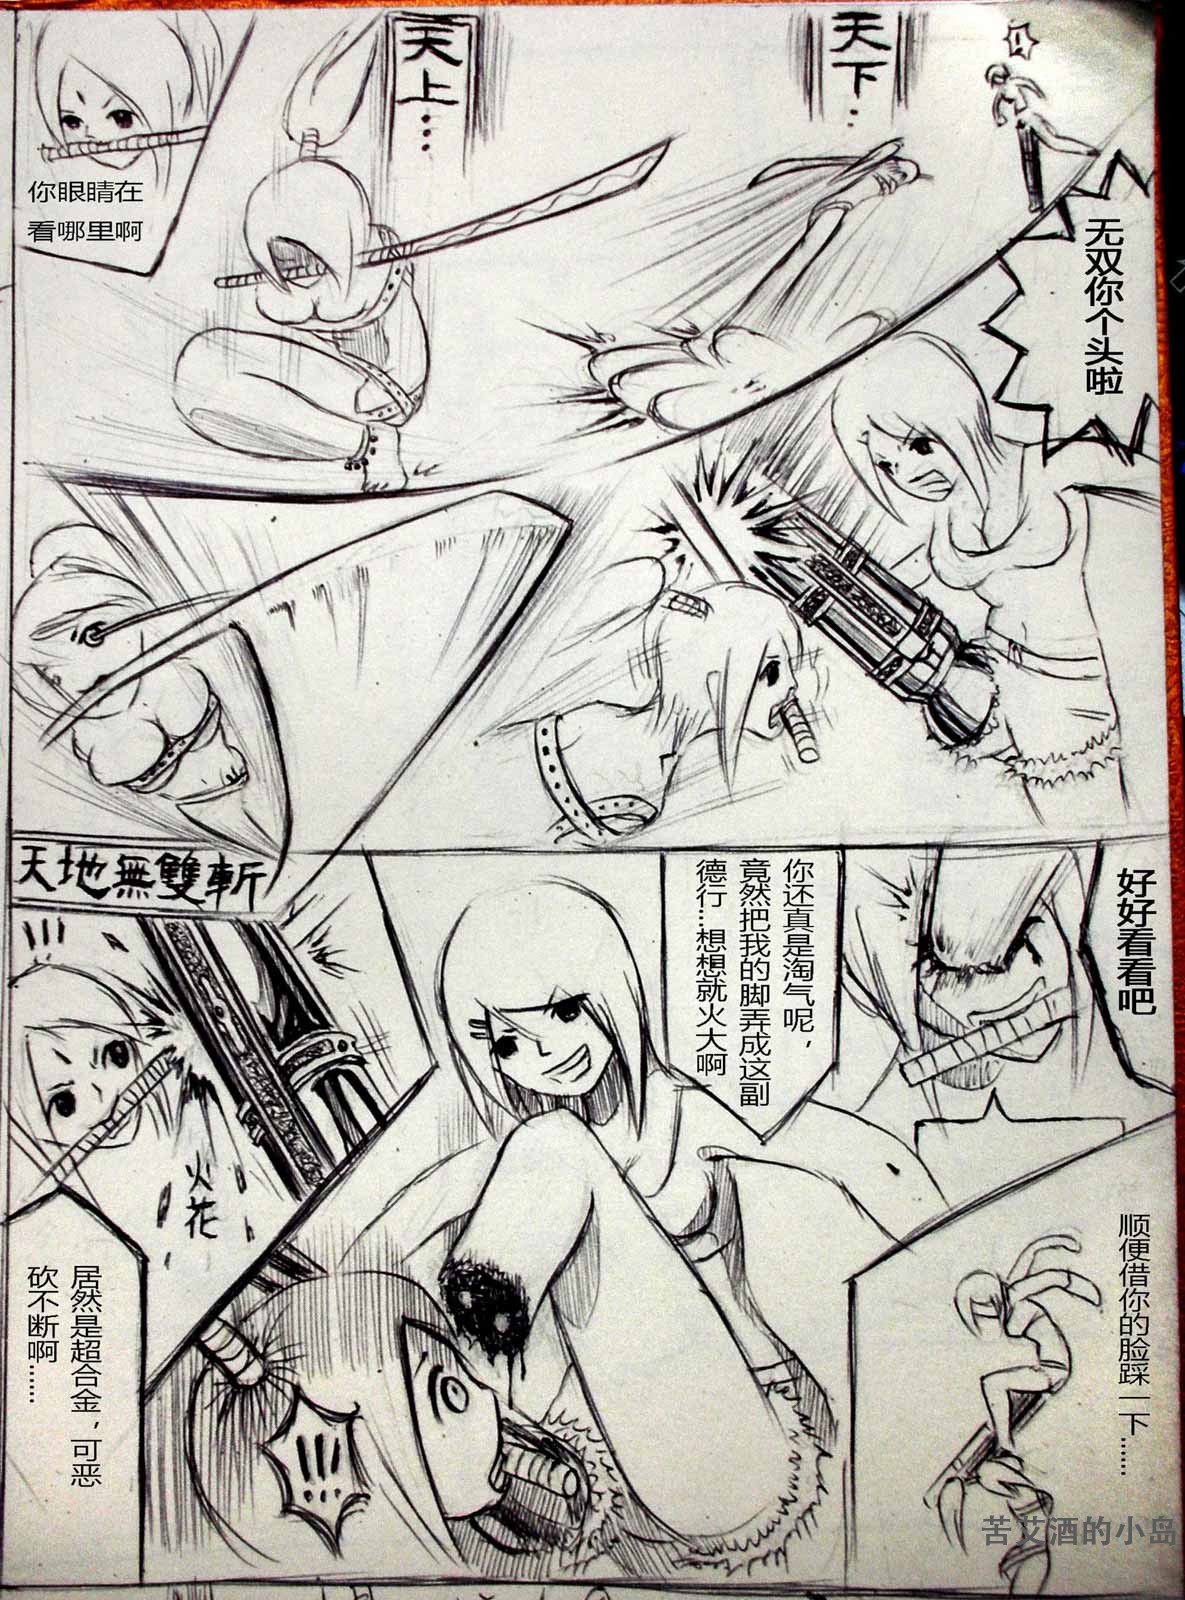 天下…
天上…
你眼睛在
看哪里啊
无双你个头啦
天地無雙斬
好好看看吧
你还真是淘气呢，
竟然把我的脚弄成这副
德行…想想就火大啊
火花
居然是超合金，可恶
砍不断啊……
顺便借你的脸踩一下……
苦艾酒的小岛